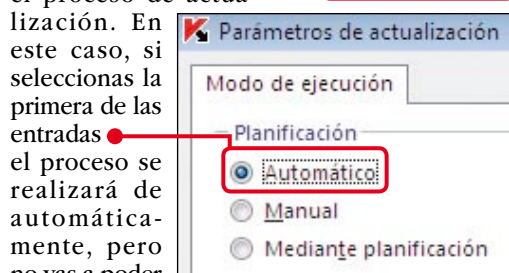 el proceso de actua-
lización. En
este caso, si
seleccionas la
primera de las
entradas
el proceso se
realizará de
automática-
mente, pero
no vas a poder
Parámetros de actualización
Modo de ejecución
Planificación
Automático
Manual
Mediante planificación